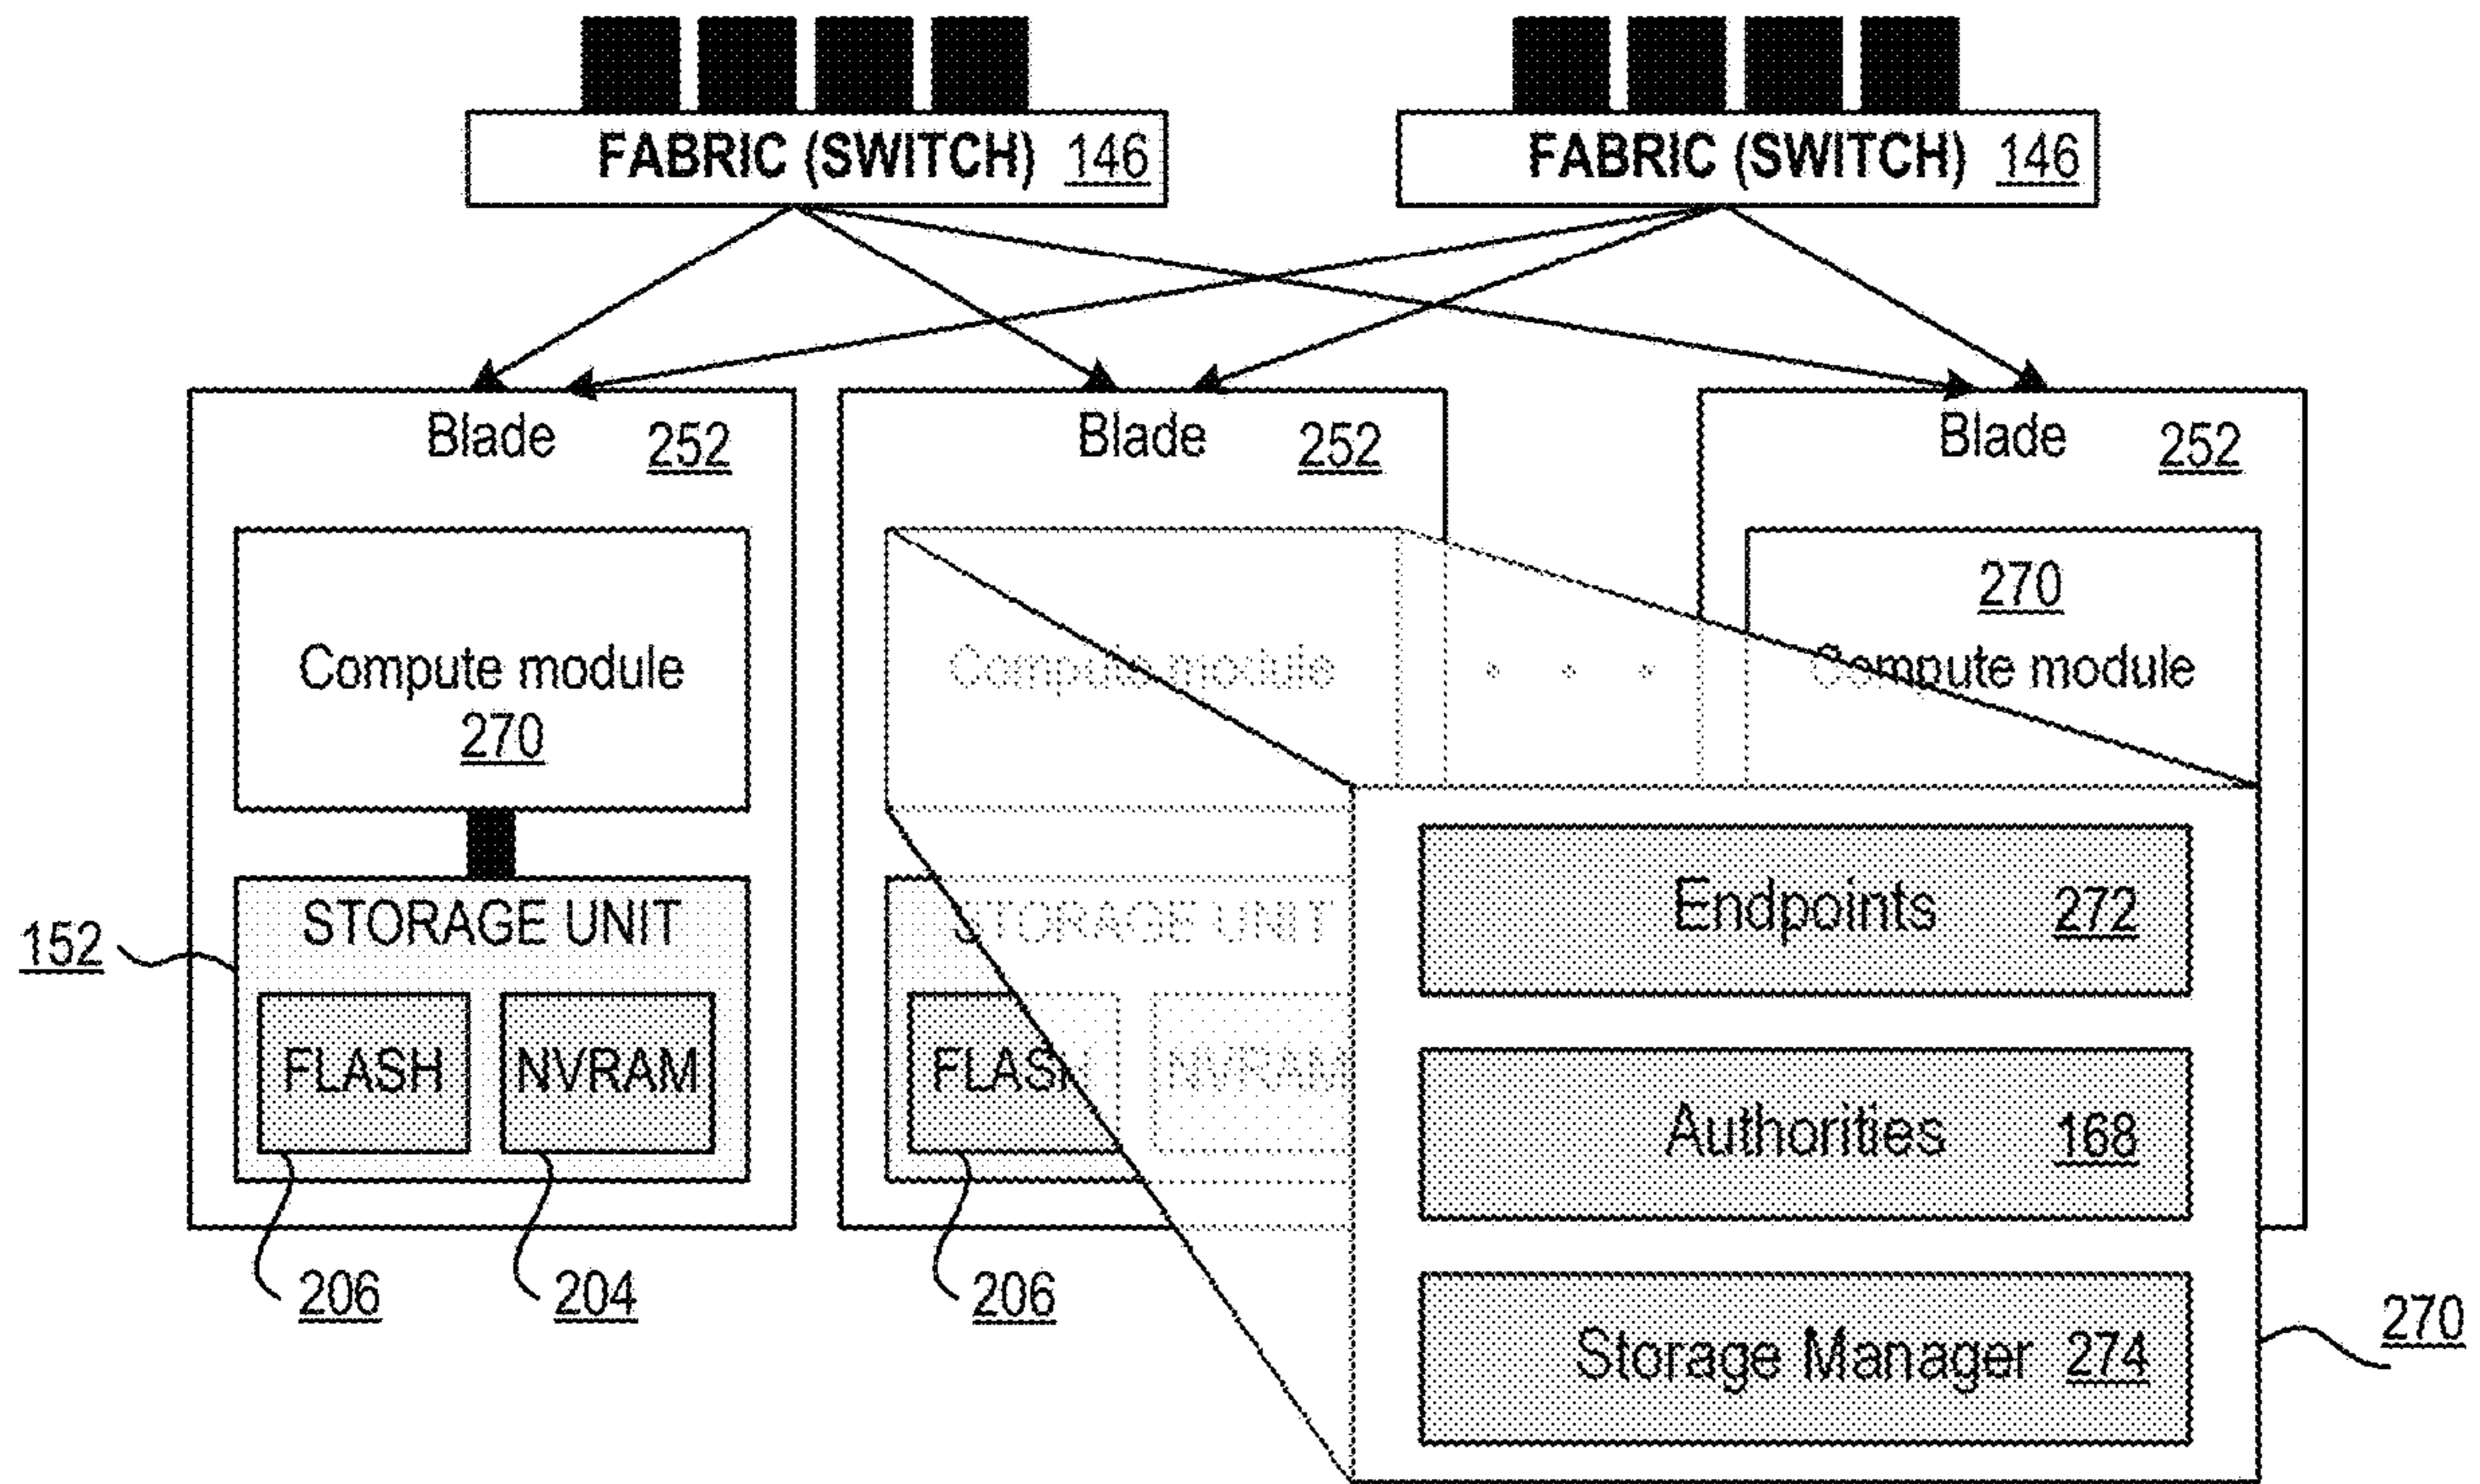 FABRIC (SWITCH) 146
FABRIC (SWITCH) 146
Blade 252
Blade 252
Blade 252
Compute module
270
Compute module
. . .
270
Compute module
152
STORAGE UNIT
FLASH
NVRAM
206
204
STORAGE UNIT
FLASH
NVRAM
206
Endpoints 272
Authorities 168
Storage Manager 274
270